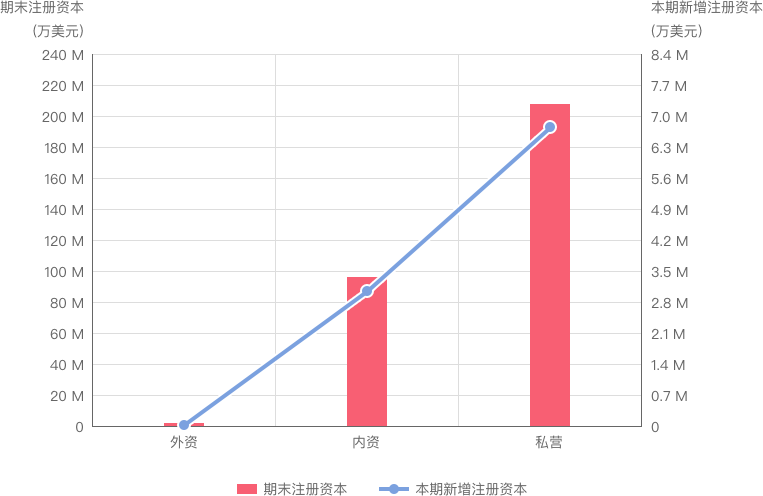 期末注册资本
(万美元)
本期新增注册资本
(万美元)
240 M
220 M
200 M
180 M
160 M
140 M
120 M
100 M
80 M
60 M
40 M
20 M
0
8.4 M
7.7 M
7.0 M
6.3 M
5.6 M
4.9 M
4.2 M
3.5 M
2.8 M
2.1 M
1.4 M
0.7 M
0
外资
内资
私营
期末注册资本
本期新增注册资本